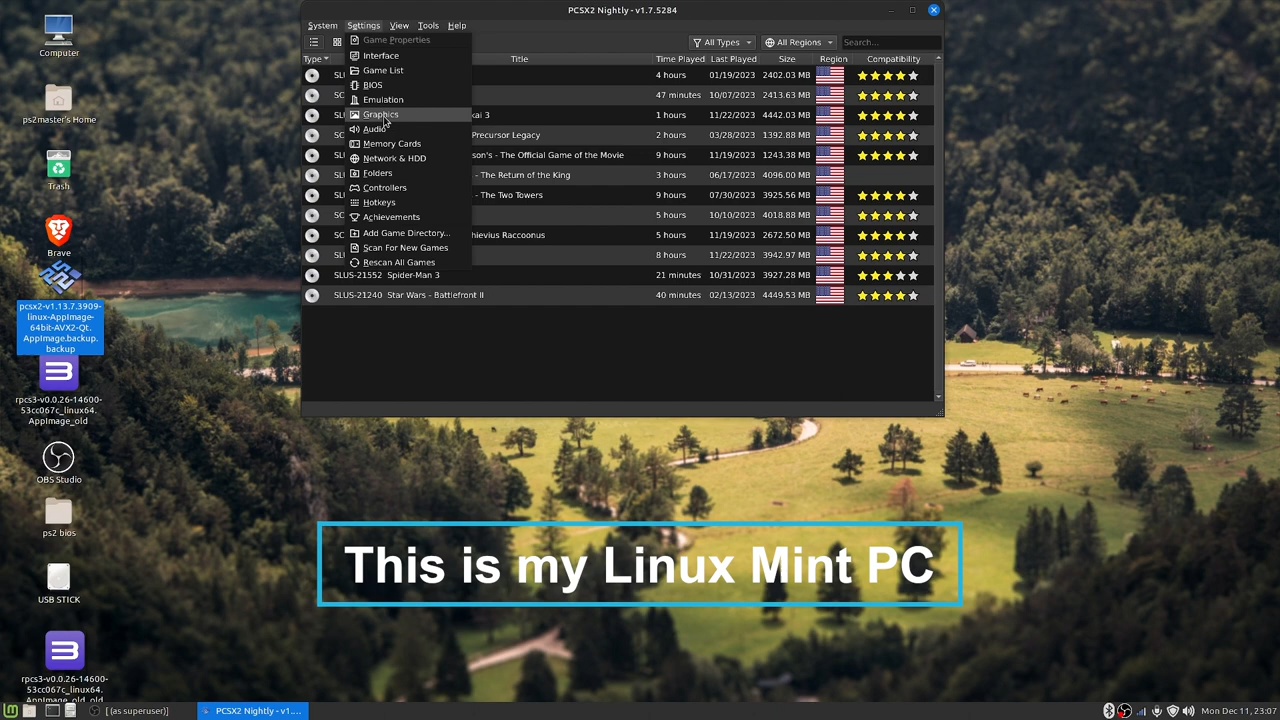 PCSX2 Nightly - v1.7.5284
System Settings View Tools Help
All Types All Regions Search...
Type Title Time Played Last Played Size Region Compatibility
Game Properties
Interface
Game List
BIOS
Emulation
Graphics
Audio
Memory Cards
Network & HDD
Folders
Controllers
Hotkeys
Achievements
Add Game Directory...
Scan For New Games
Rescan All Games
SLUS 4 hours 01/19/2023 2402.03 MB
SC 47 minutes 10/07/2023 2413.63 MB
SLU kai 3 1 hours 11/22/2023 4442.03 MB
SC Precursor Legacy 2 hours 03/28/2023 1392.88 MB
SLU son's - The Official Game of the Movie 9 hours 11/19/2023 1243.38 MB
SLU - The Return of the King 3 hours 06/17/2023 4096.00 MB
SLU - The Two Towers 9 hours 07/30/2023 3925.56 MB
SC 5 hours 10/10/2023 4018.88 MB
SC hievius Raccoonus 5 hours 11/19/2023 2672.50 MB
SLU 8 hours 11/22/2023 3942.97 MB
SLUS-21552 Spider-Man 3 21 minutes 10/31/2023 3927.28 MB
SLUS-21240 Star Wars - Battlefront II 40 minutes 02/13/2023 4449.53 MB
Computer
ps2master's Home
Trash
Brave
pcsx2-v1.13.7.3909-
linux-AppImage-
64bit-AVX2-Qt.
AppImage.backup.
backup
rpcs3-v0.0.26-14600-
53cc067c_linux64.
AppImage_old
OBS Studio
ps2 bios
USB STICK
rpcs3-v0.0.26-14600-
53cc067c_linux64.
AppImage_old_old
This is my Linux Mint PC
[ (as superuser)] PCSX2 Nightly - v1.... Mon Dec 11, 23:07